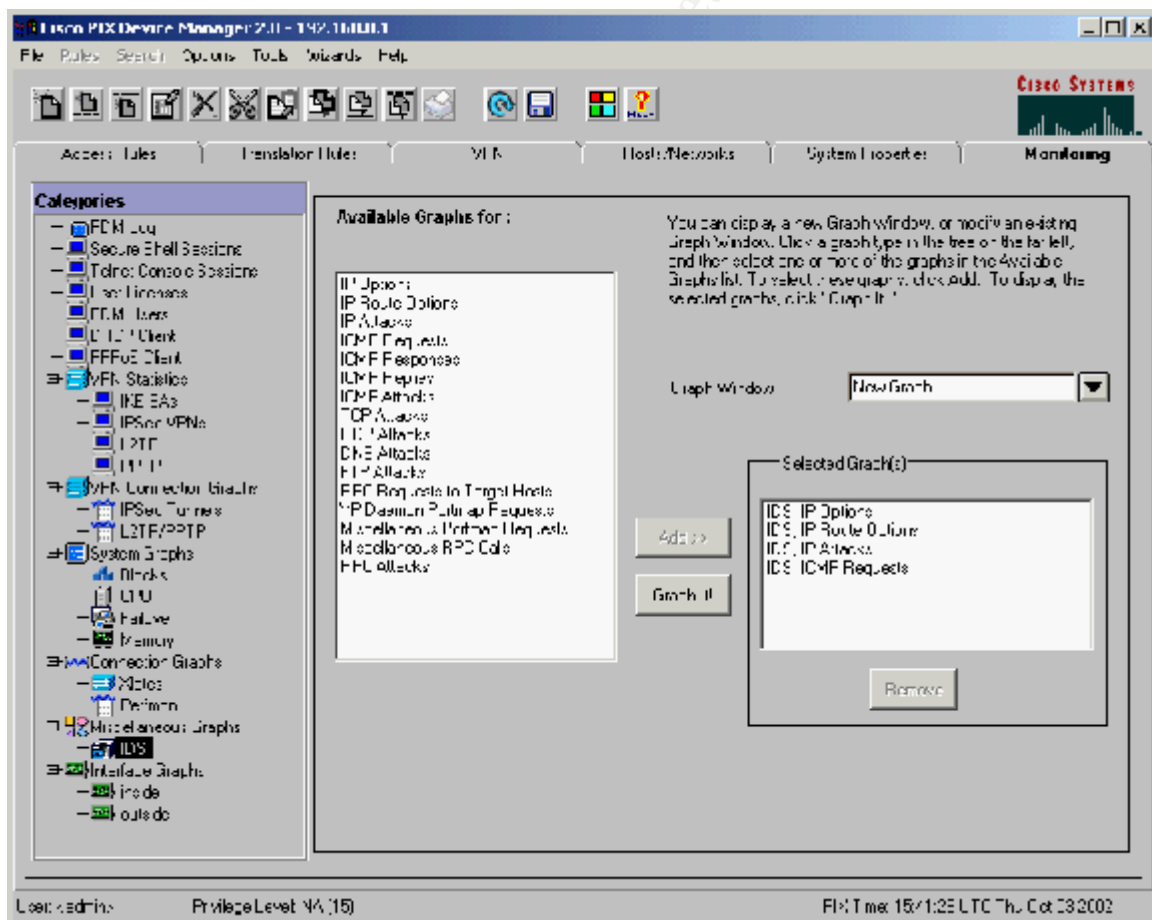 Cisco PIX Device Manager 2.0 - 192.168.0.1
File Rules Search Options Tools Wizards Help
CISCO SYSTEMS
Access Rules Translation Rules VPN Hosts/Networks System Properties Monitoring
Categories
PDM Log
Secure Shell Sessions
Telnet Console Sessions
User Licenses
PDM Users
DHCP Client
PPPoE Client
VPN Statistics
IKE SAs
IPSec VPNs
L2TP
PPTP
VPN Connection Graphs
IPSec Tunnels
L2TP/PPTP
System Graphs
Blocks
CPU
Failover
Memory
Connection Graphs
Xlates
Perfmon
Miscellaneous Graphs
IDS
Interface Graphs
inside
outside
Available Graphs for :
IP Options
IP Route Options
IP Attacks
ICMP Requests
ICMP Responses
ICMP Replies
ICMP Attacks
TCP Attacks
UDP Attacks
DNS Attacks
FTP Attacks
RPC Requests to Target Hosts
YP Daemon Portmap Requests
Miscellaneous Portmap Requests
Miscellaneous RPC Calls
RPC Attacks
You can display a new Graph Window, or modify an existing
Graph Window. Click a graph type in the tree on the far left,
and then select one or more of the graphs in the Available
Graphs list. To select these graphs, click Add. To display the
selected graphs, click "Graph It."
Graph Window New Graph
Selected Graph(s)
IDS, IP Options
IDS, IP Route Options
IDS, IP Attacks
IDS, ICMP Requests
Add >>
Graph It!
Remove
User: <admin> Privilege Level: NA (15) PIX Time: 15:41:25 UTC Thu Oct 03 2002